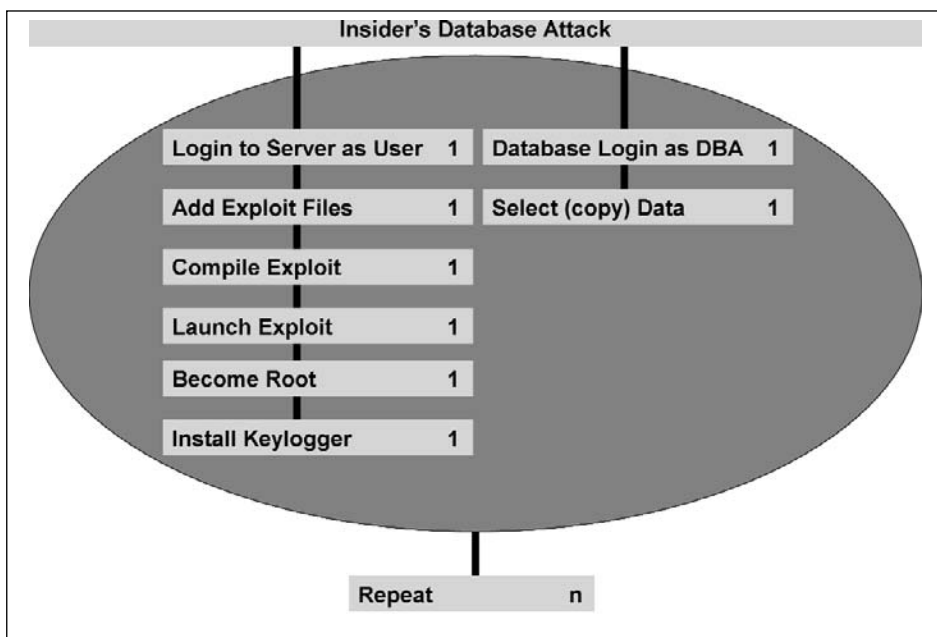 Insider's Database Attack
Login to Server as User 1
Database Login as DBA 1
Add Exploit Files 1
Select (copy) Data 1
Compile Exploit 1
Launch Exploit 1
Become Root 1
Install Keylogger 1
Repeat n